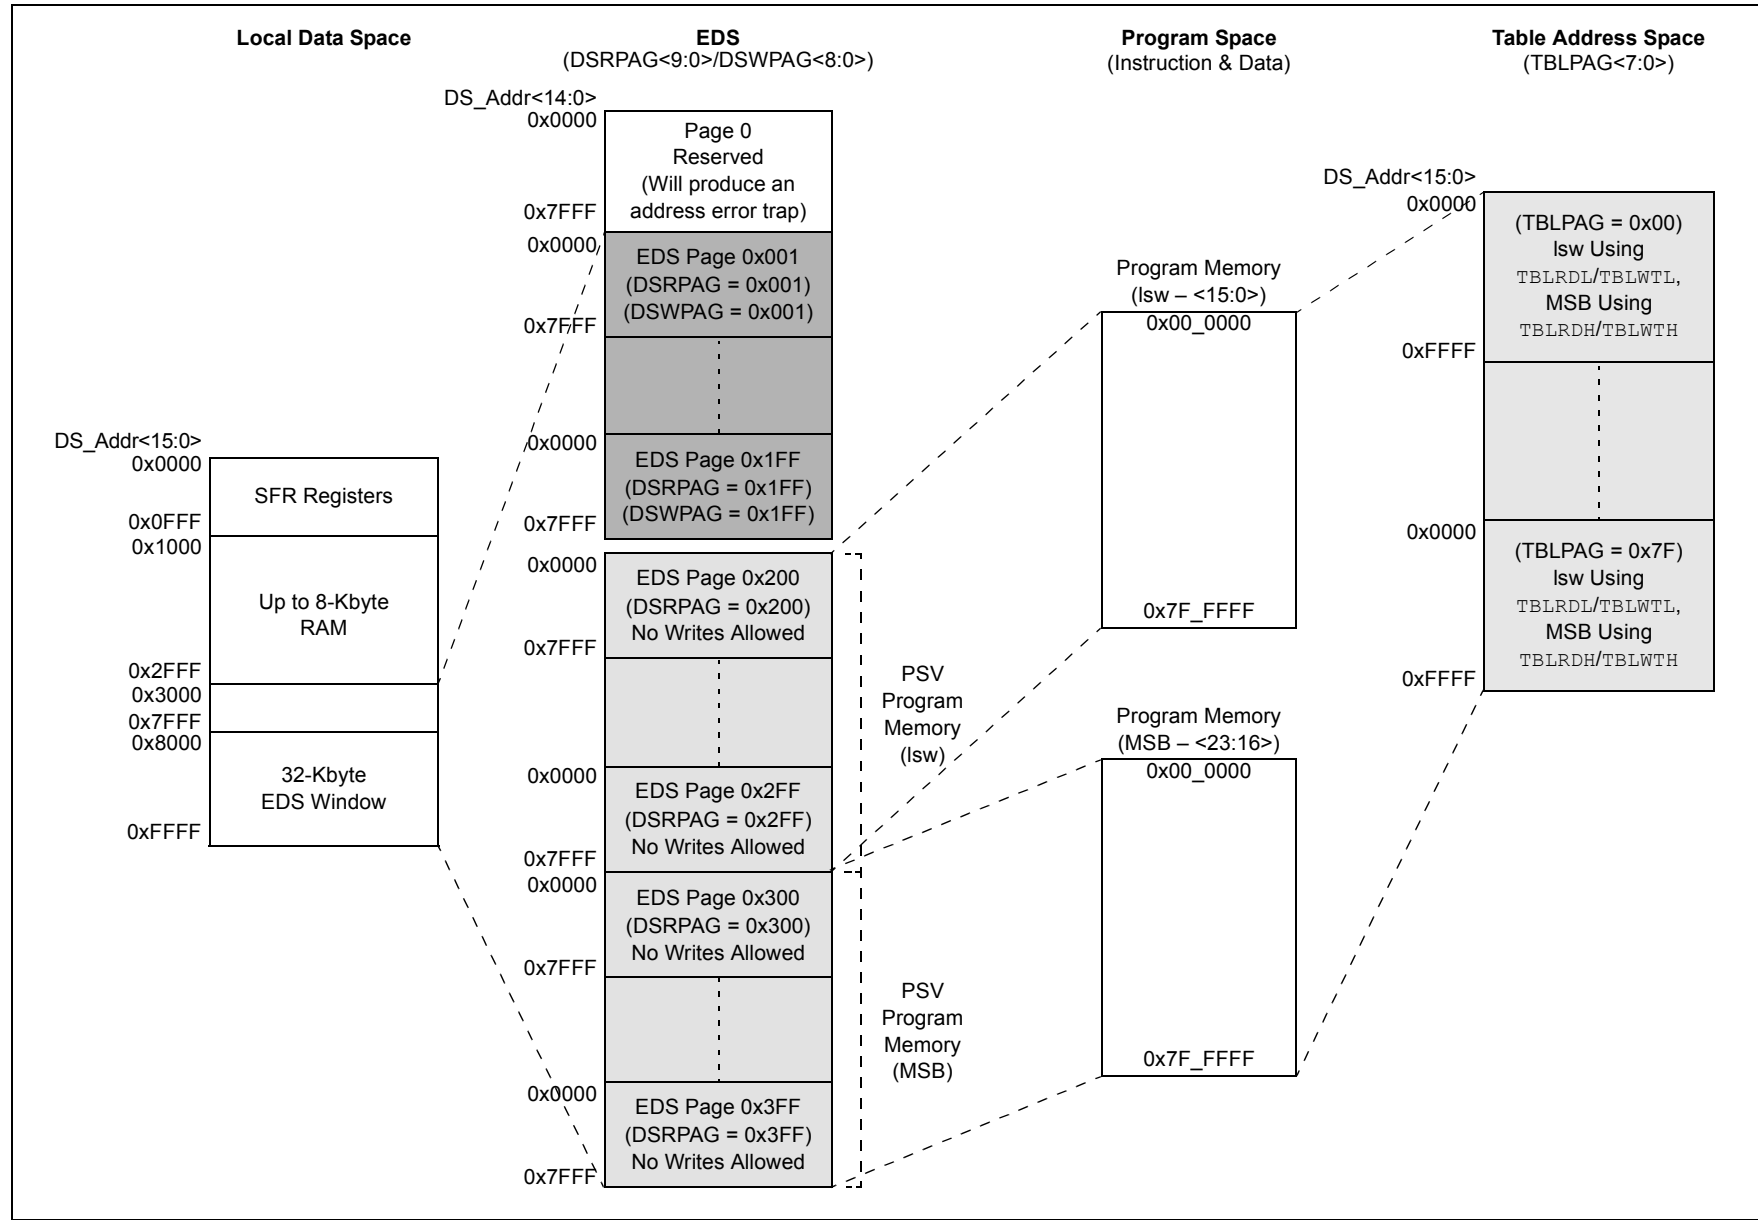 Local Data Space
DS_Addr<15:0>
0x0000
SFR Registers
0x0FFF
0x1000
Up to 8-Kbyte
RAM
0x2FFF
0x3000
0x7FFF
0x8000
32-Kbyte
EDS Window
0xFFFF
EDS
(DSRPAG<9:0>/DSWPAG<8:0>)
DS_Addr<14:0>
0x0000
Page 0
Reserved
(Will produce an
address error trap)
0x7FFF
0x0000
EDS Page 0x001
(DSRPAG = 0x001)
(DSWPAG = 0x001)
0x7FFF
0x0000
EDS Page 0x1FF
(DSRPAG = 0x1FF)
(DSWPAG = 0x1FF)
0x7FFF
0x0000
EDS Page 0x200
(DSRPAG = 0x200)
No Writes Allowed
0x7FFF
0x0000
EDS Page 0x2FF
(DSRPAG = 0x2FF)
No Writes Allowed
0x7FFF
0x0000
EDS Page 0x300
(DSRPAG = 0x300)
No Writes Allowed
0x7FFF
0x0000
EDS Page 0x3FF
(DSRPAG = 0x3FF)
No Writes Allowed
0x7FFF
PSV
Program
Memory
(lsw)
PSV
Program
Memory
(MSB)
Program Space
(Instruction & Data)
Program Memory
(lsw – <15:0>)
0x00_0000
0x7F_FFFF
Program Memory
(MSB – <23:16>)
0x00_0000
0x7F_FFFF
Table Address Space
(TBLPAG<7:0>)
DS_Addr<15:0>
0x0000
(TBLPAG = 0x00)
lsw Using
TBLRDL/TBLWTL,
MSB Using
TBLRDH/TBLWTH
0xFFFF
0x0000
(TBLPAG = 0x7F)
lsw Using
TBLRDL/TBLWTL,
MSB Using
TBLRDH/TBLWTH
0xFFFF